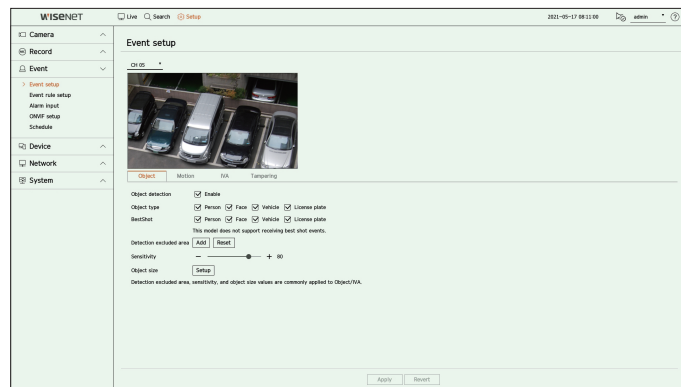 WISENET
Live Search Setup 2021-05-17 08:11:00 admin ?
Camera
Record
Event
Event setup
Event rule setup
Alarm input
ONVIF setup
Schedule
Device
Network
System
Event setup
CH 05
Object Motion IVA Tampering
Object detection Enable
Object type Person Face Vehicle License plate
BestShot Person Face Vehicle License plate
This model does not support receiving best shot events.
Detection excluded area Add Reset
Sensitivity − + 80
Object size Setup
Detection excluded area, sensitivity, and object size values are commonly applied to Object/IVA.
Apply Revert